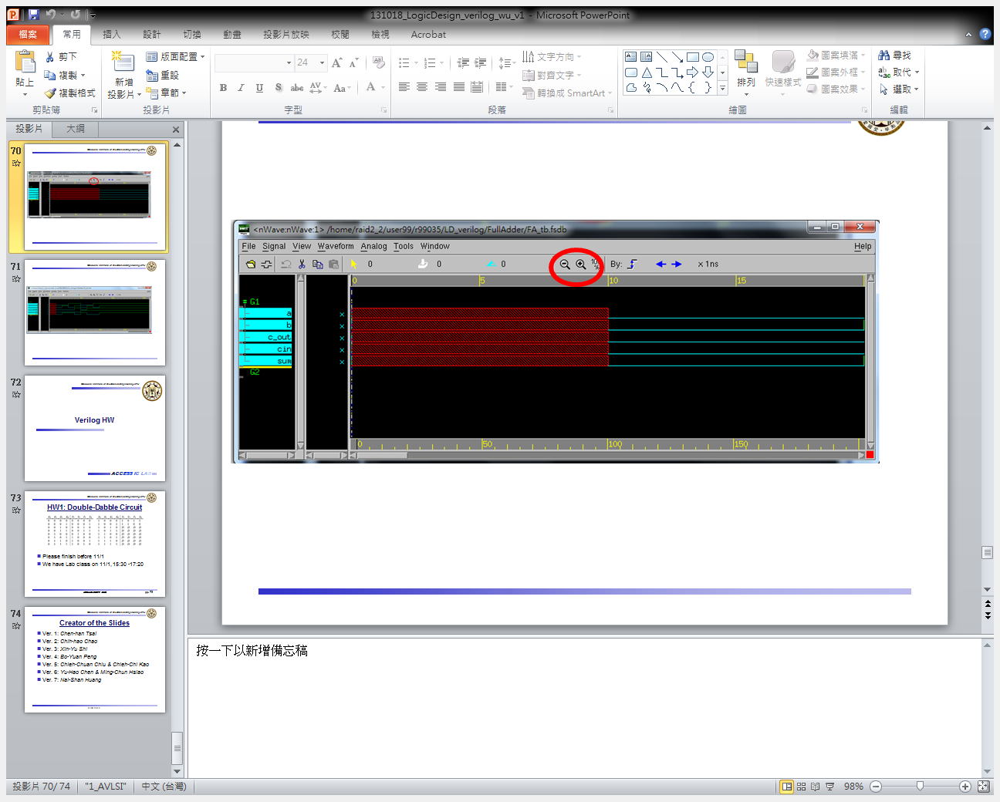 131018_LogicDesign_verilog_wu_v1 - Microsoft PowerPoint
檔案 常用 插入 設計 切換 動畫 投影片放映 校閱 檢視 Acrobat
貼上
剪下
複製
複製格式
剪貼簿
新增
投影片
版面配置
重設
章節
投影片
24
B I U S abc AV Aa A
字型
文字方向
對齊文字
轉換成 SmartArt
段落
排列
快速樣式
圖案填滿
圖案外框
圖案效果
繪圖
尋找
取代
選取
編輯
投影片 大綱
70
71
72
Verilog HW
ACCESS IC LAB
73
HW1: Double-Dabble Circuit
Please finish before 11/1
We have Lab class on 11/1, 15:30 -17:20
74
Creator of the Slides
Ver. 1: Chen-han Tsai
Ver. 2: Chih-hao Chao
Ver. 3: Xin-Yu Shi
Ver. 4: Bo-Yuan Peng
Ver. 5: Chieh-Chuan Chiu & Chieh-Chi Kao
Ver. 6: Yu-Hao Chen & Ming-Chun Hsiao
Ver. 7: Nai-Shan Huang
<nWave:nWave:1> /home/raid2_2/user99/r99035/LD_verilog/FullAdder/FA_tb.fsdb
File Signal View Waveform Analog Tools Window Help
0 0 0 By: x 1ns
0 5 10 15
G1
a
b
c_out
cin
sum
G2
0 50 100 150
按一下以新增備忘稿
投影片 70/ 74 "1_AVLSI" 中文 (台灣) 98%